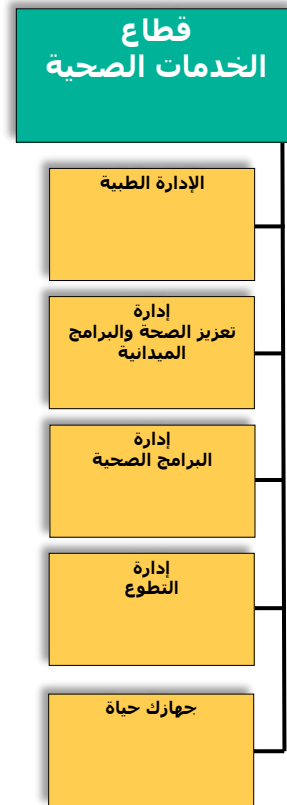 قطاع
الخدمات الصحية
الإدارة الطبية
إدارة
تعزيز الصحة والبرامج
الميدانية
إدارة
البرامج الصحية
إدارة
التطوع
جهازك حياة